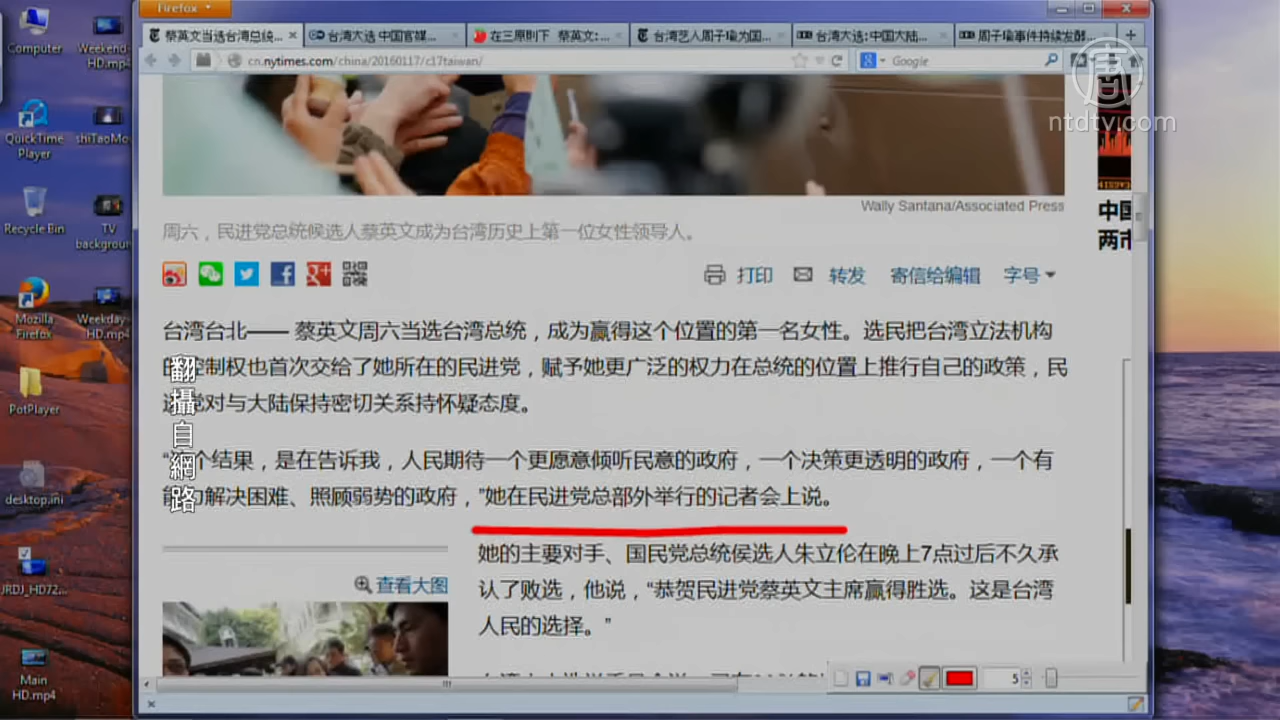 Firefox
蔡英文当选台湾总统...
台湾大选 中国官媒...
在三原则下 蔡英文:...
台湾艺人周子瑜为国...
台湾大选:中国大陆...
周子瑜事件持续发酵...
cn.nytimes.com/china/20160117/c17taiwan/
Google
ntdtv.com
Computer
Weekend-
HD.mp4
QuickTime
Player
shiTaoMo
Recycle Bin
TV
backgroun
Mozilla
Firefox
Weekday-
HD.mp4
PotPlayer
desktop.ini
JRDJ_HD72...
Main
HD.mp4
Wally Santana/Associated Press
中国
两市
周六，民进党总统候选人蔡英文成为台湾历史上第一位女性领导人。
打印
转发
寄信给编辑
字号
台湾台北—— 蔡英文周六当选台湾总统，成为赢得这个位置的第一名女性。选民把台湾立法机构
控制权也首次交给了她所在的民进党，赋予她更广泛的权力在总统的位置上推行自己的政策，民
党对与大陆保持密切关系持怀疑态度。
个结果，是在告诉我，人民期待一个更愿意倾听民意的政府，一个决策更透明的政府，一个有
解决困难、照顾弱势的政府，”她在民进党总部外举行的记者会上说。
翻攝自網路
她的主要对手、国民党总统侯选人朱立伦在晚上7点过后不久承
认了败选，他说，“恭贺民进党蔡英文主席赢得胜选。这是台湾
人民的选择。”
查看大图
5